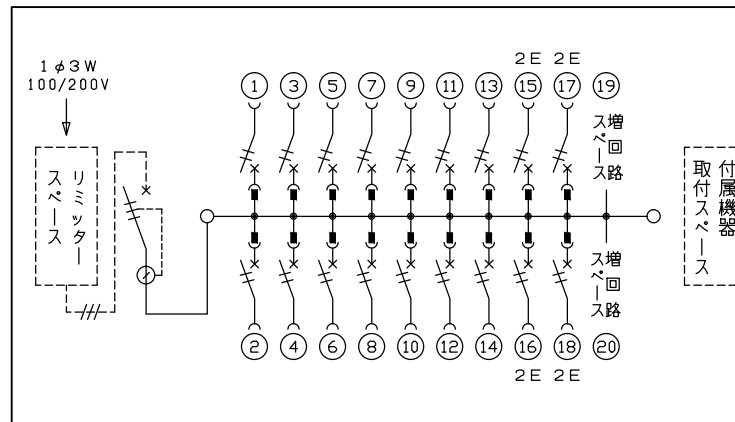 1φ3W
100/200V
リミッター
スペース
2E 2E
① ③ ⑤ ⑦ ⑨ ⑪ ⑬ ⑮ ⑰ ⑲
増回路
スペース
増回路
スペース
② ④ ⑥ ⑧ ⑩ ⑫ ⑭ ⑯ ⑱ ⑳
2E 2E
付属機器
取付スペース